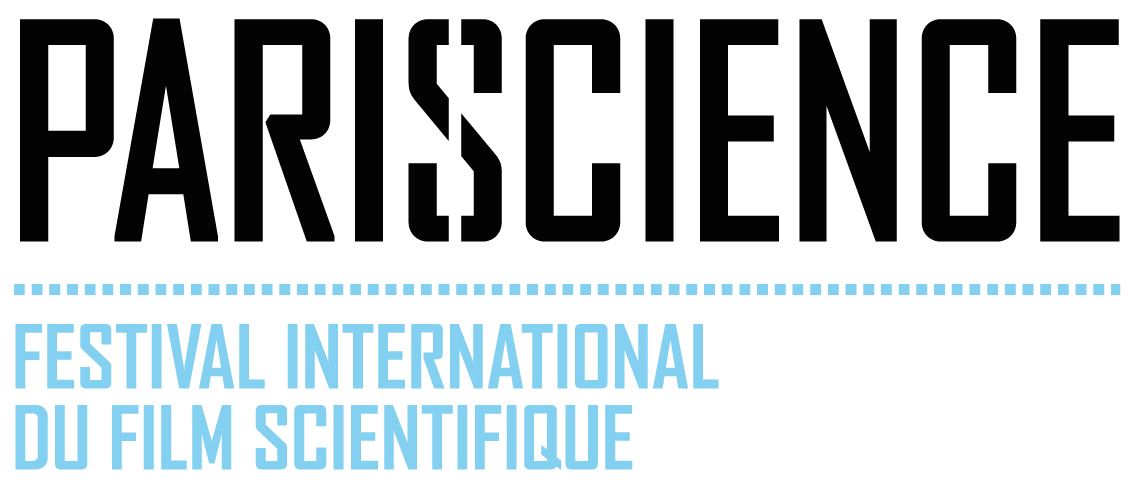 PARISCIENCE
FESTIVAL INTERNATIONAL
DU FILM SCIENTIFIQUE